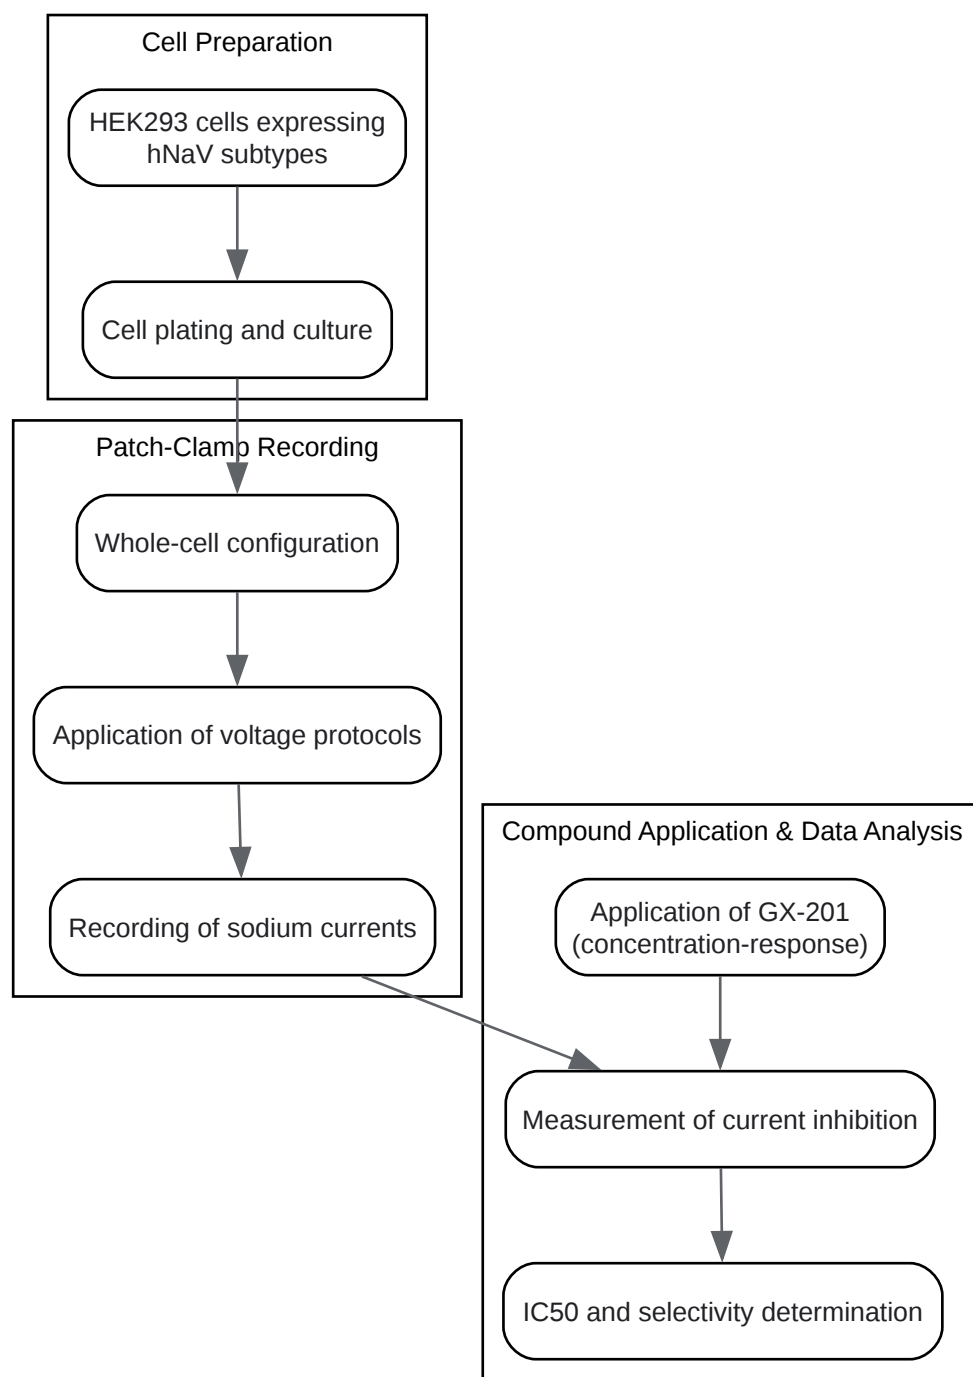 Cell Preparation
HEK293 cells expressing
hNaV subtypes
Cell plating and culture
Patch-Clamp Recording
Whole-cell configuration
Application of voltage protocols
Recording of sodium currents
Compound Application & Data Analysis
Application of GX-201
(concentration-response)
Measurement of current inhibition
IC50 and selectivity determination